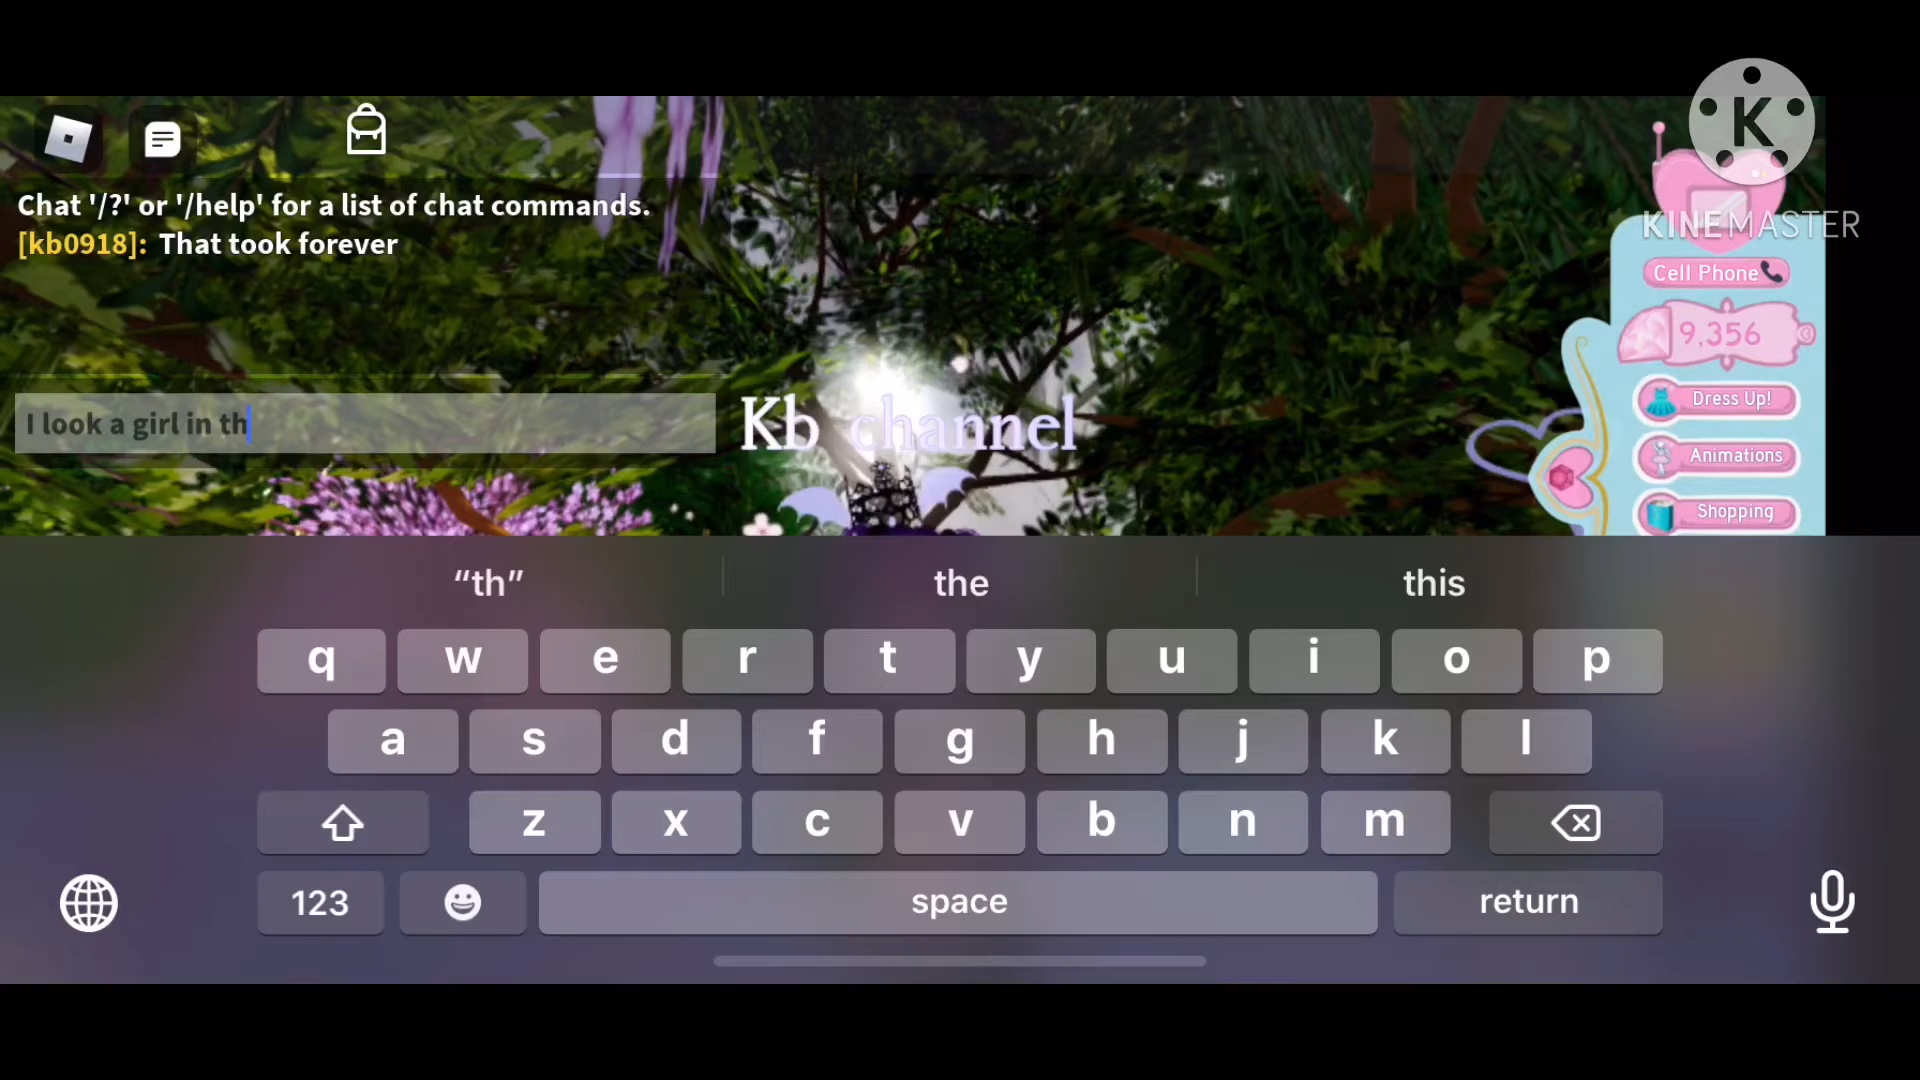 K
KINEMASTER
Chat '/?' or '/help' for a list of chat commands.
[kb0918]: That took forever
Cell Phone
9,356
Dress Up!
I look a girl in th
Kb channel
Animations
Shopping
“th” the this
q w e r t y u i o p
a s d f g h j k l
z x c v b n m
123 space return